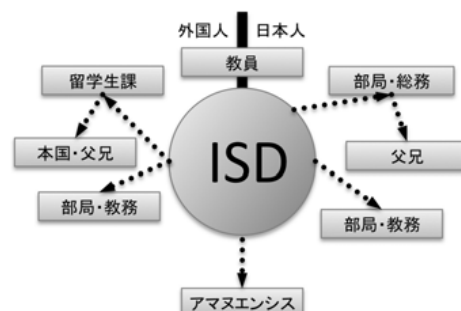 外国人 日本人
教員
留学生課
部局・総務
本国・父兄
ISD
父兄
部局・教務
部局・教務
アマヌエンシス